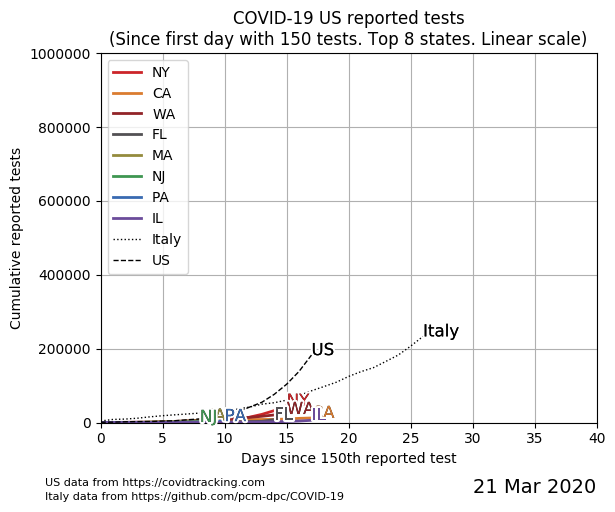 COVID-19 US reported tests
(Since first day with 150 tests. Top 8 states. Linear scale)
Cumulative reported tests
1000000
800000
600000
400000
200000
0
NY
CA
WA
FL
MA
NJ
PA
IL
Italy
US
US
Italy
NY
WA
FL
IL
PA
NJ
0 5 10 15 20 25 30 35 40
Days since 150th reported test
US data from https://covidtracking.com
Italy data from https://github.com/pcm-dpc/COVID-19
21 Mar 2020